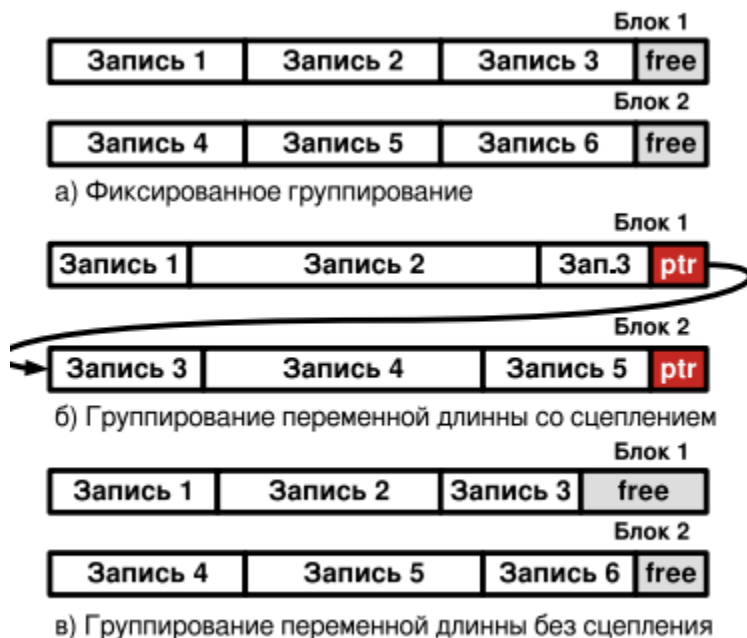 Блок 1
Запись 1 Запись 2 Запись 3 free
Блок 2
Запись 4 Запись 5 Запись 6 free
а) Фиксированное группирование
Блок 1
Запись 1 Запись 2 Зап.3 ptr
Блок 2
Запись 3 Запись 4 Запись 5 ptr
б) Группирование переменной длинны со сцеплением
Блок 1
Запись 1 Запись 2 Запись 3 free
Блок 2
Запись 4 Запись 5 Запись 6 free
в) Группирование переменной длинны без сцепления